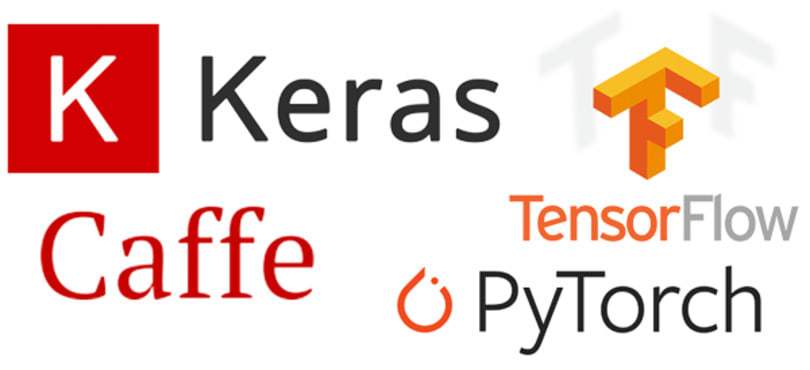 K Keras
TensorFlow
Caffe
PyTorch